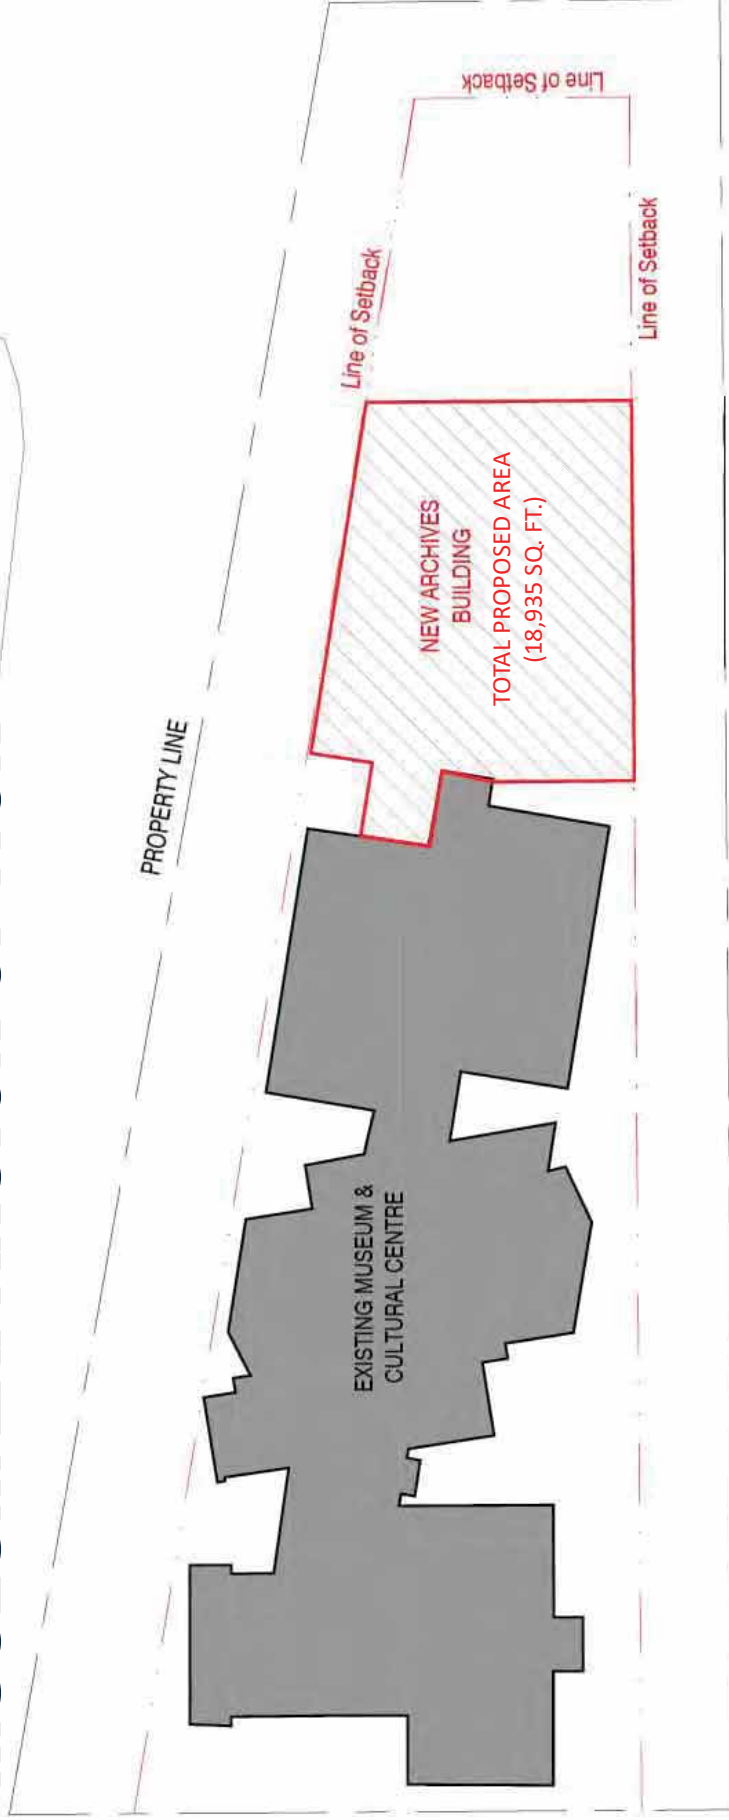 Line of Setback
Line of Setback
Line of Setback
PROPERTY LINE
NEW ARCHIVES
BUILDING
TOTAL PROPOSED AREA
(18,935 SQ. FT.)
EXISTING MUSEUM &
CULTURAL CENTRE